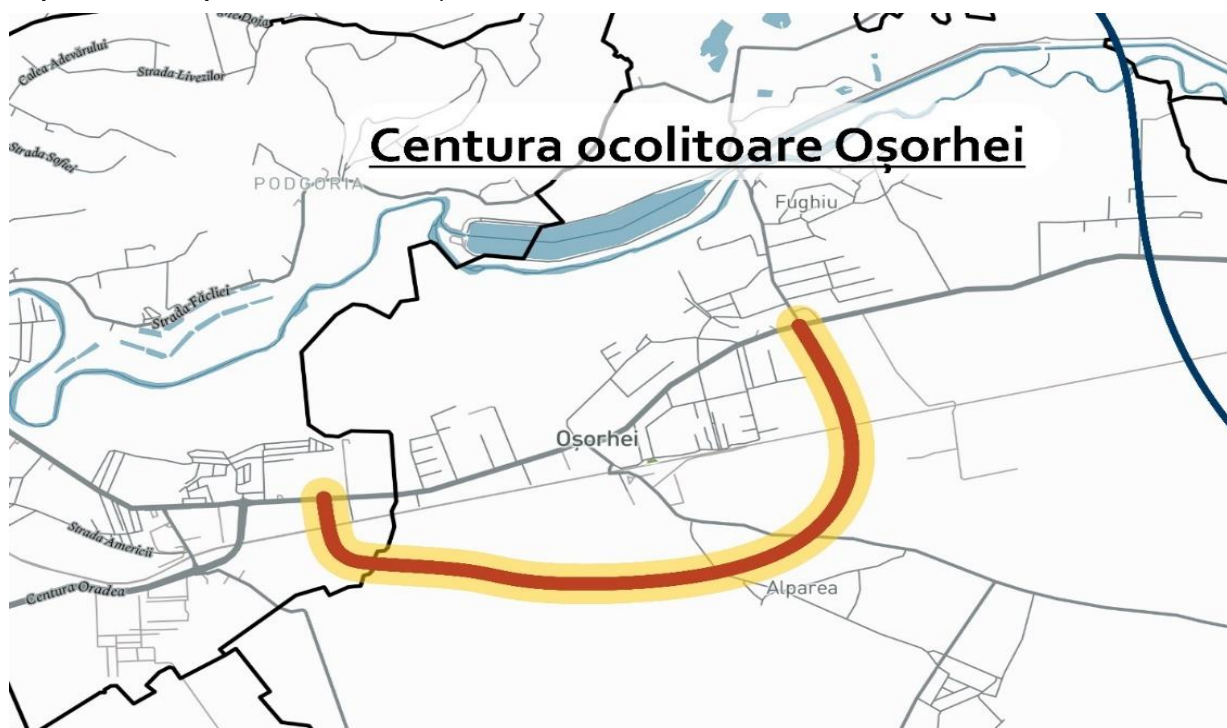 Calea Adevărului
Strada Livezilor
Centura ocolitoare Oșorhei
Strada Sofiei
PODGORIA
Fughiu
Strada Făcliei
Oșorhei
Strada Americii
Centura Oradea
Alparea